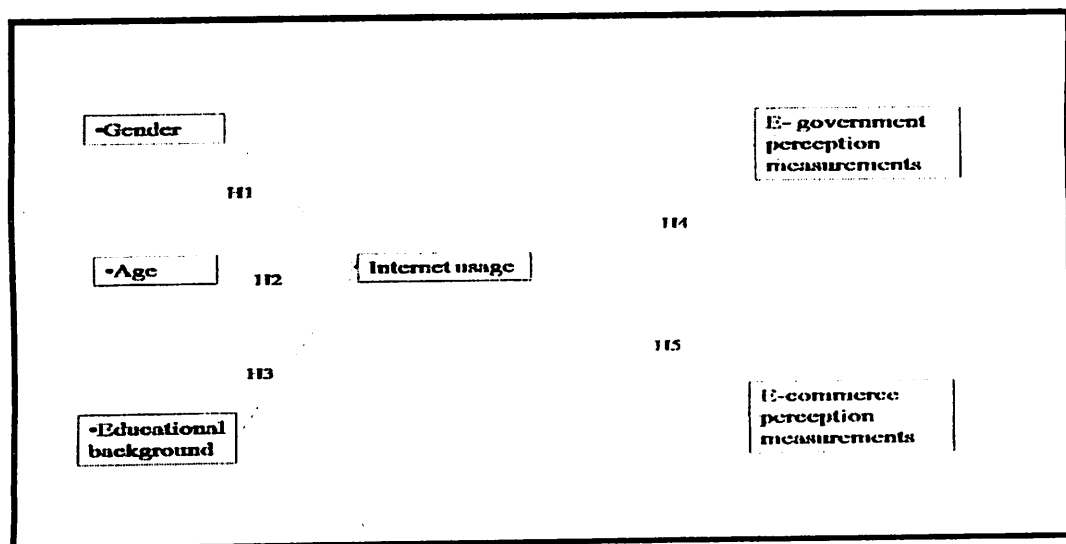 •Gender
E- government
perception
measurements
H1
H4
•Age
H2
Internet usage
H5
H3
•Educational
background
E-commerce
perception
measurements